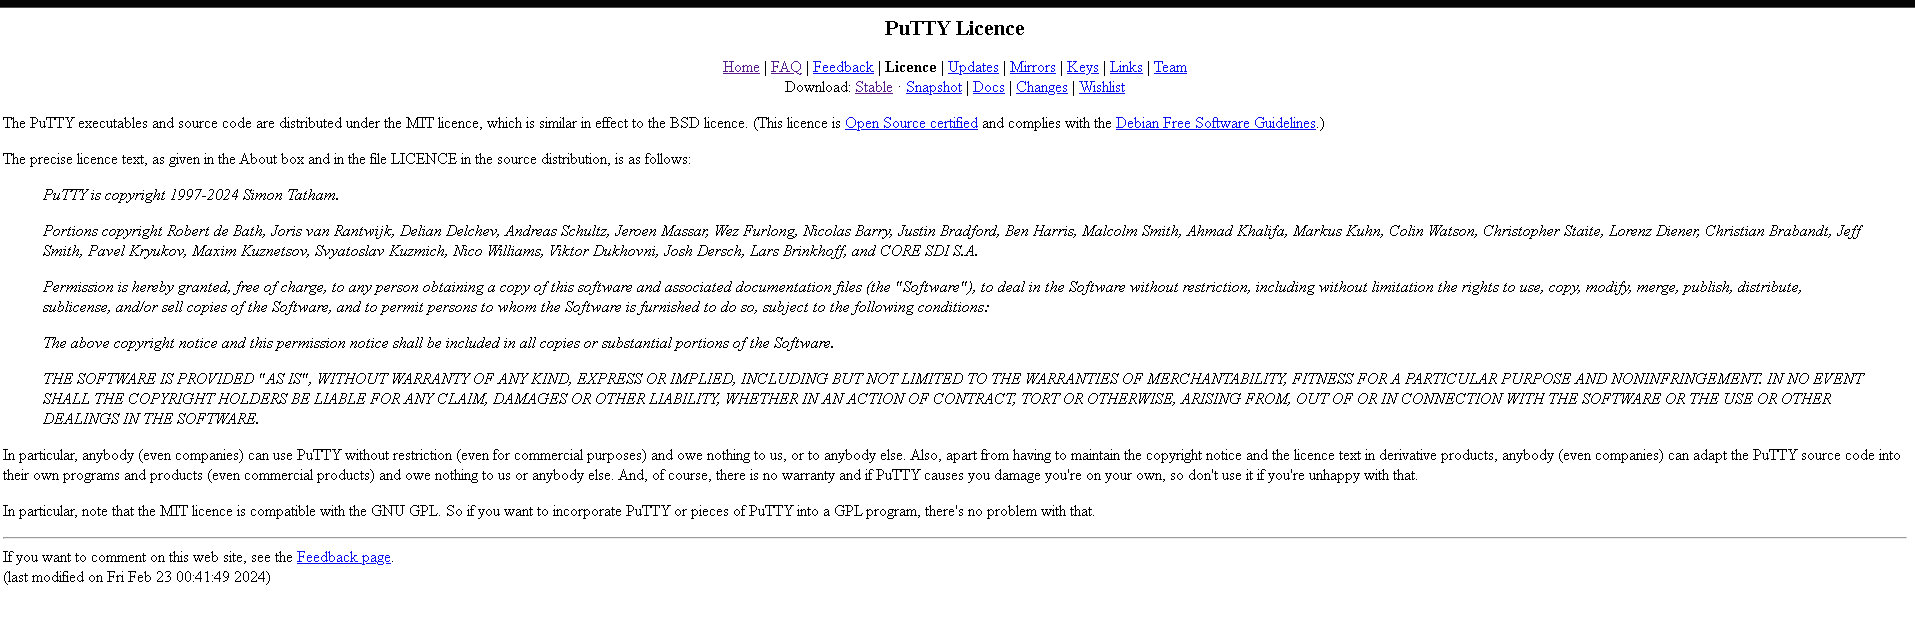 PuTTY Licence
Home | FAQ | Feedback | Licence | Updates | Mirrors | Keys | Links | Team
Download: Stable · Snapshot | Docs | Changes | Wishlist
The PuTTY executables and source code are distributed under the MIT licence, which is similar in effect to the BSD licence. (This licence is Open Source certified and complies with the Debian Free Software Guidelines.)
The precise licence text, as given in the About box and in the file LICENCE in the source distribution, is as follows:
PuTTY is copyright 1997-2024 Simon Tatham.
Portions copyright Robert de Bath, Joris van Rantwijk, Delian Delchev, Andreas Schultz, Jeroen Massar, Wez Furlong, Nicolas Barry, Justin Bradford, Ben Harris, Malcolm Smith, Ahmad Khalifa, Markus Kuhn, Colin Watson, Christopher Staite, Lorenz Diener, Christian Brabandt, Jeff
Smith, Pavel Kryukov, Maxim Kuznetsov, Svyatoslav Kuzmich, Nico Williams, Viktor Dukhovni, Josh Dersch, Lars Brinkhoff, and CORE SDI S.A.
Permission is hereby granted, free of charge, to any person obtaining a copy of this software and associated documentation files (the "Software"), to deal in the Software without restriction, including without limitation the rights to use, copy, modify, merge, publish, distribute,
sublicense, and/or sell copies of the Software, and to permit persons to whom the Software is furnished to do so, subject to the following conditions:
The above copyright notice and this permission notice shall be included in all copies or substantial portions of the Software.
THE SOFTWARE IS PROVIDED "AS IS", WITHOUT WARRANTY OF ANY KIND, EXPRESS OR IMPLIED, INCLUDING BUT NOT LIMITED TO THE WARRANTIES OF MERCHANTABILITY, FITNESS FOR A PARTICULAR PURPOSE AND NONINFRINGEMENT. IN NO EVENT
SHALL THE COPYRIGHT HOLDERS BE LIABLE FOR ANY CLAIM, DAMAGES OR OTHER LIABILITY, WHETHER IN AN ACTION OF CONTRACT, TORT OR OTHERWISE, ARISING FROM, OUT OF OR IN CONNECTION WITH THE SOFTWARE OR THE USE OR OTHER
DEALINGS IN THE SOFTWARE.
In particular, anybody (even companies) can use PuTTY without restriction (even for commercial purposes) and owe nothing to us, or to anybody else. Also, apart from having to maintain the copyright notice and the licence text in derivative products, anybody (even companies) can adapt the PuTTY source code into
their own programs and products (even commercial products) and owe nothing to us or anybody else. And, of course, there is no warranty and if PuTTY causes you damage you're on your own, so don't use it if you're unhappy with that.
In particular, note that the MIT licence is compatible with the GNU GPL. So if you want to incorporate PuTTY or pieces of PuTTY into a GPL program, there's no problem with that.
If you want to comment on this web site, see the Feedback page.
(last modified on Fri Feb 23 00:41:49 2024)